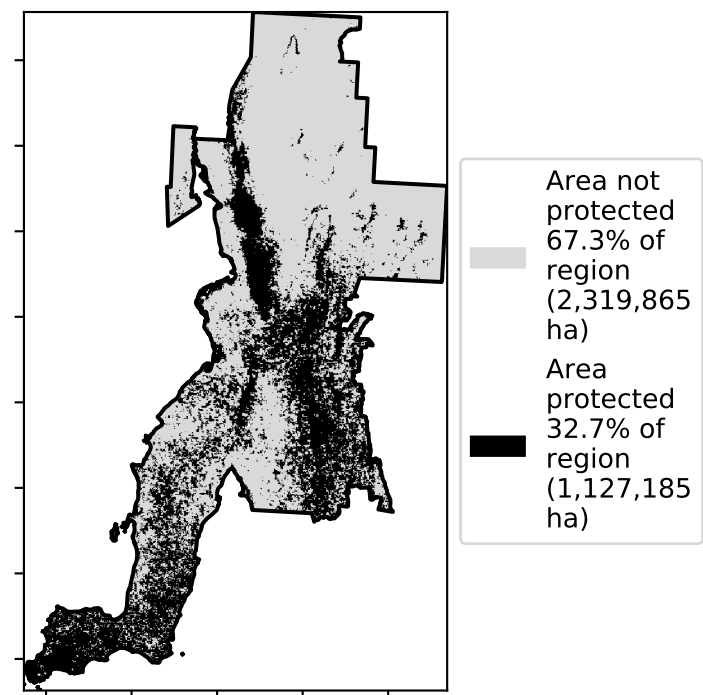 Area not
protected
67.3% of
region
(2,319,865
ha)
Area
protected
32.7% of
region
(1,127,185
ha)